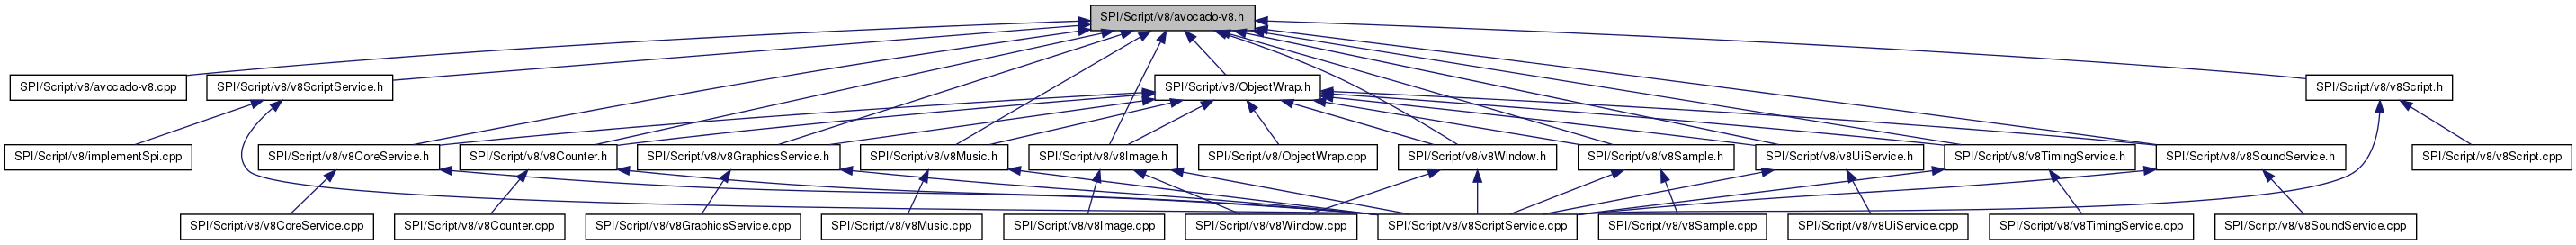 SPI/Script/v8/avocado-v8.h
SPI/Script/v8/avocado-v8.cpp
SPI/Script/v8/v8ScriptService.h
SPI/Script/v8/ObjectWrap.h
SPI/Script/v8/v8Script.h
SPI/Script/v8/implementSpi.cpp
SPI/Script/v8/v8CoreService.h
SPI/Script/v8/v8Counter.h
SPI/Script/v8/v8GraphicsService.h
SPI/Script/v8/v8Music.h
SPI/Script/v8/v8Image.h
SPI/Script/v8/ObjectWrap.cpp
SPI/Script/v8/v8Window.h
SPI/Script/v8/v8Sample.h
SPI/Script/v8/v8UiService.h
SPI/Script/v8/v8TimingService.h
SPI/Script/v8/v8SoundService.h
SPI/Script/v8/v8Script.cpp
SPI/Script/v8/v8CoreService.cpp
SPI/Script/v8/v8Counter.cpp
SPI/Script/v8/v8GraphicsService.cpp
SPI/Script/v8/v8Music.cpp
SPI/Script/v8/v8Image.cpp
SPI/Script/v8/v8Window.cpp
SPI/Script/v8/v8ScriptService.cpp
SPI/Script/v8/v8Sample.cpp
SPI/Script/v8/v8UiService.cpp
SPI/Script/v8/v8TimingService.cpp
SPI/Script/v8/v8SoundService.cpp